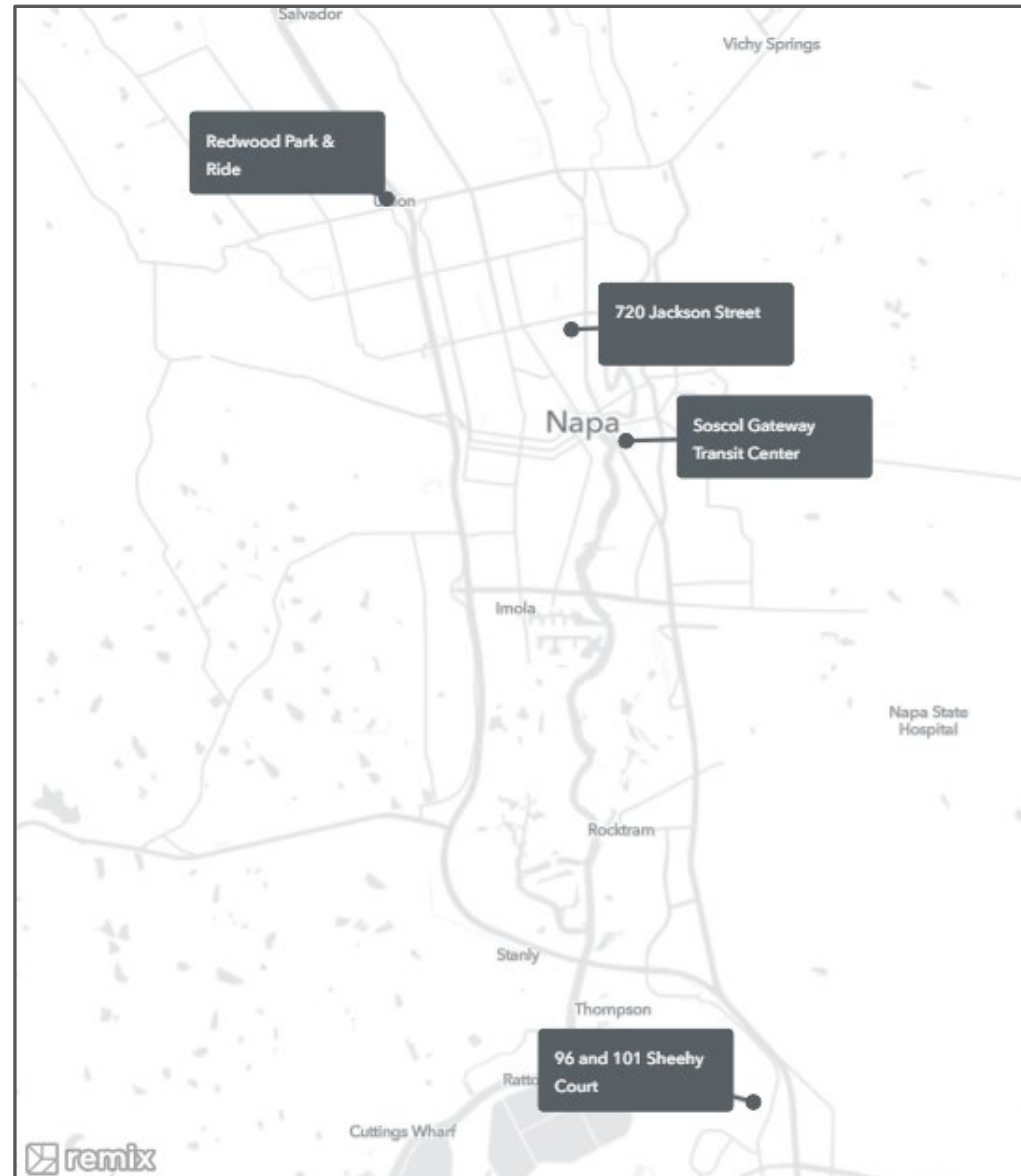 Salvador
Vichy Springs
Redwood Park &
Ride
720 Jackson Street
Napa
Soscol Gateway
Transit Center
Imola
Napa State
Hospital
Rocktram
Stanly
Thompson
96 and 101 Sheehy
Court
Cuttings Wharf
remix